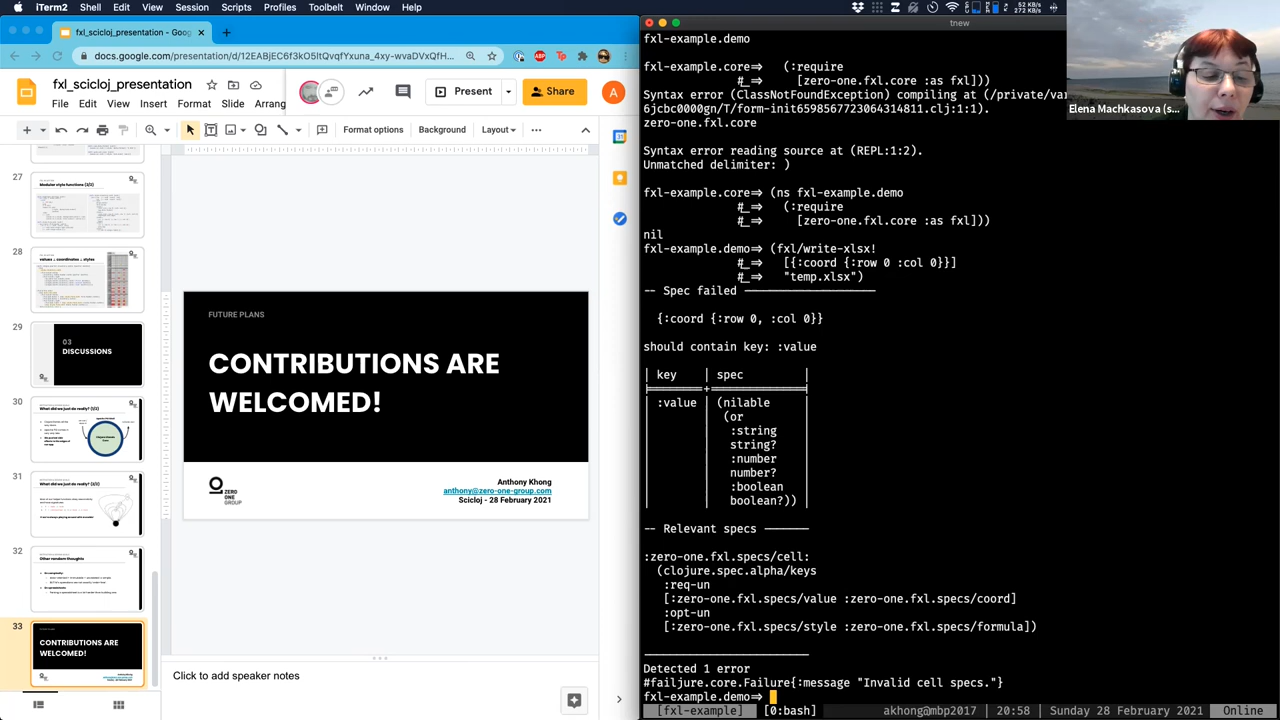 iTerm2 Shell Edit View Session Scripts Profiles Toolbelt Window Help
52 KB/s
272 KB/s
fxl_scicloj_presentation - Goog
docs.google.com/presentation/d/12EABjC6f3kO5ltQvqfYxuna_4xy-wvaDVxQfH...
fxl_scicloj_presentation
File Edit View Insert Format Slide Arrang
Present
Share
A
Format options Background Layout
27
Modular style functions (2/2)
28
values ⟂ coordinates ⟂ styles
29
03
DISCUSSIONS
30
What did we just do really? (1/2)
31
What did we just do really? (2/2)
32
Other random thoughts
33
CONTRIBUTIONS ARE
WELCOMED!
FUTURE PLANS
CONTRIBUTIONS ARE
WELCOMED!
ZERO
ONE
GROUP
Anthony Khong
anthony@zero-one-group.com
Scicloj - 28 February 2021
Click to add speaker notes
tnew
fxl-example.demo
fxl-example.core=> (:require
#_=> [zero-one.fxl.core :as fxl]))
Syntax error (ClassNotFoundException) compiling at (/private/var
6jcbc0000gn/T/form-init6598567723064314811.clj:1:1).
zero-one.fxl.core
Syntax error reading source at (REPL:1:2).
Unmatched delimiter: )
fxl-example.core=> (ns fxl-example.demo
#_=> (:require
#_=> [zero-one.fxl.core :as fxl]))
nil
fxl-example.demo=> (fxl/write-xlsx!
#_=> [{:coord {:row 0 :col 0}}]
#_=> "temp.xlsx")
-- Spec failed --------------------
{:coord {:row 0, :col 0}}
should contain key: :value
| key | spec |
|========+===============|
| :value | (nilable |
| | (or |
| | :string |
| | string? |
| | :number |
| | number? |
| | :boolean |
| | boolean?)) |
-- Relevant specs -------
:zero-one.fxl.specs/cell:
(clojure.spec.alpha/keys
:req-un
[:zero-one.fxl.specs/value :zero-one.fxl.specs/coord]
:opt-un
[:zero-one.fxl.specs/style :zero-one.fxl.specs/formula])
-------------------------
Detected 1 error
#failjure.core.Failure{:message "Invalid cell specs."}
fxl-example.demo=>
[fxl-example] [0:bash] akhong@mbp2017 | 20:58 | Sunday 28 February 2021 | Online
Elena Machkasova (s...